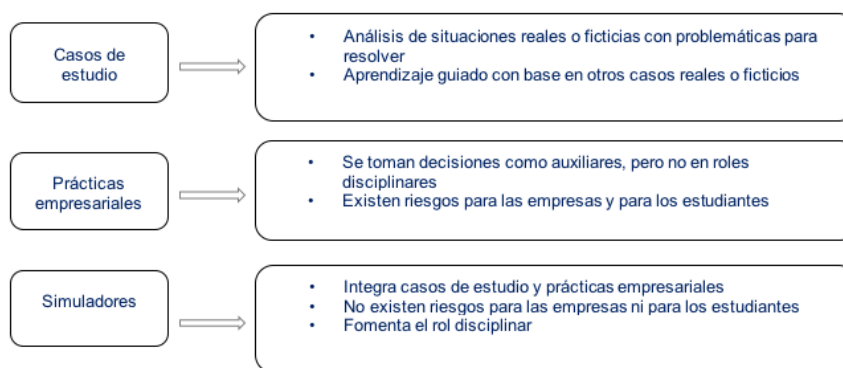 Casos de
estudio
• Análisis de situaciones reales o ficticias con problemáticas para
resolver
• Aprendizaje guiado con base en otros casos reales o ficticios
Prácticas
empresariales
• Se toman decisiones como auxiliares, pero no en roles
disciplinares
• Existen riesgos para las empresas y para los estudiantes
Simuladores
• Integra casos de estudio y prácticas empresariales
• No existen riesgos para las empresas ni para los estudiantes
• Fomenta el rol disciplinar